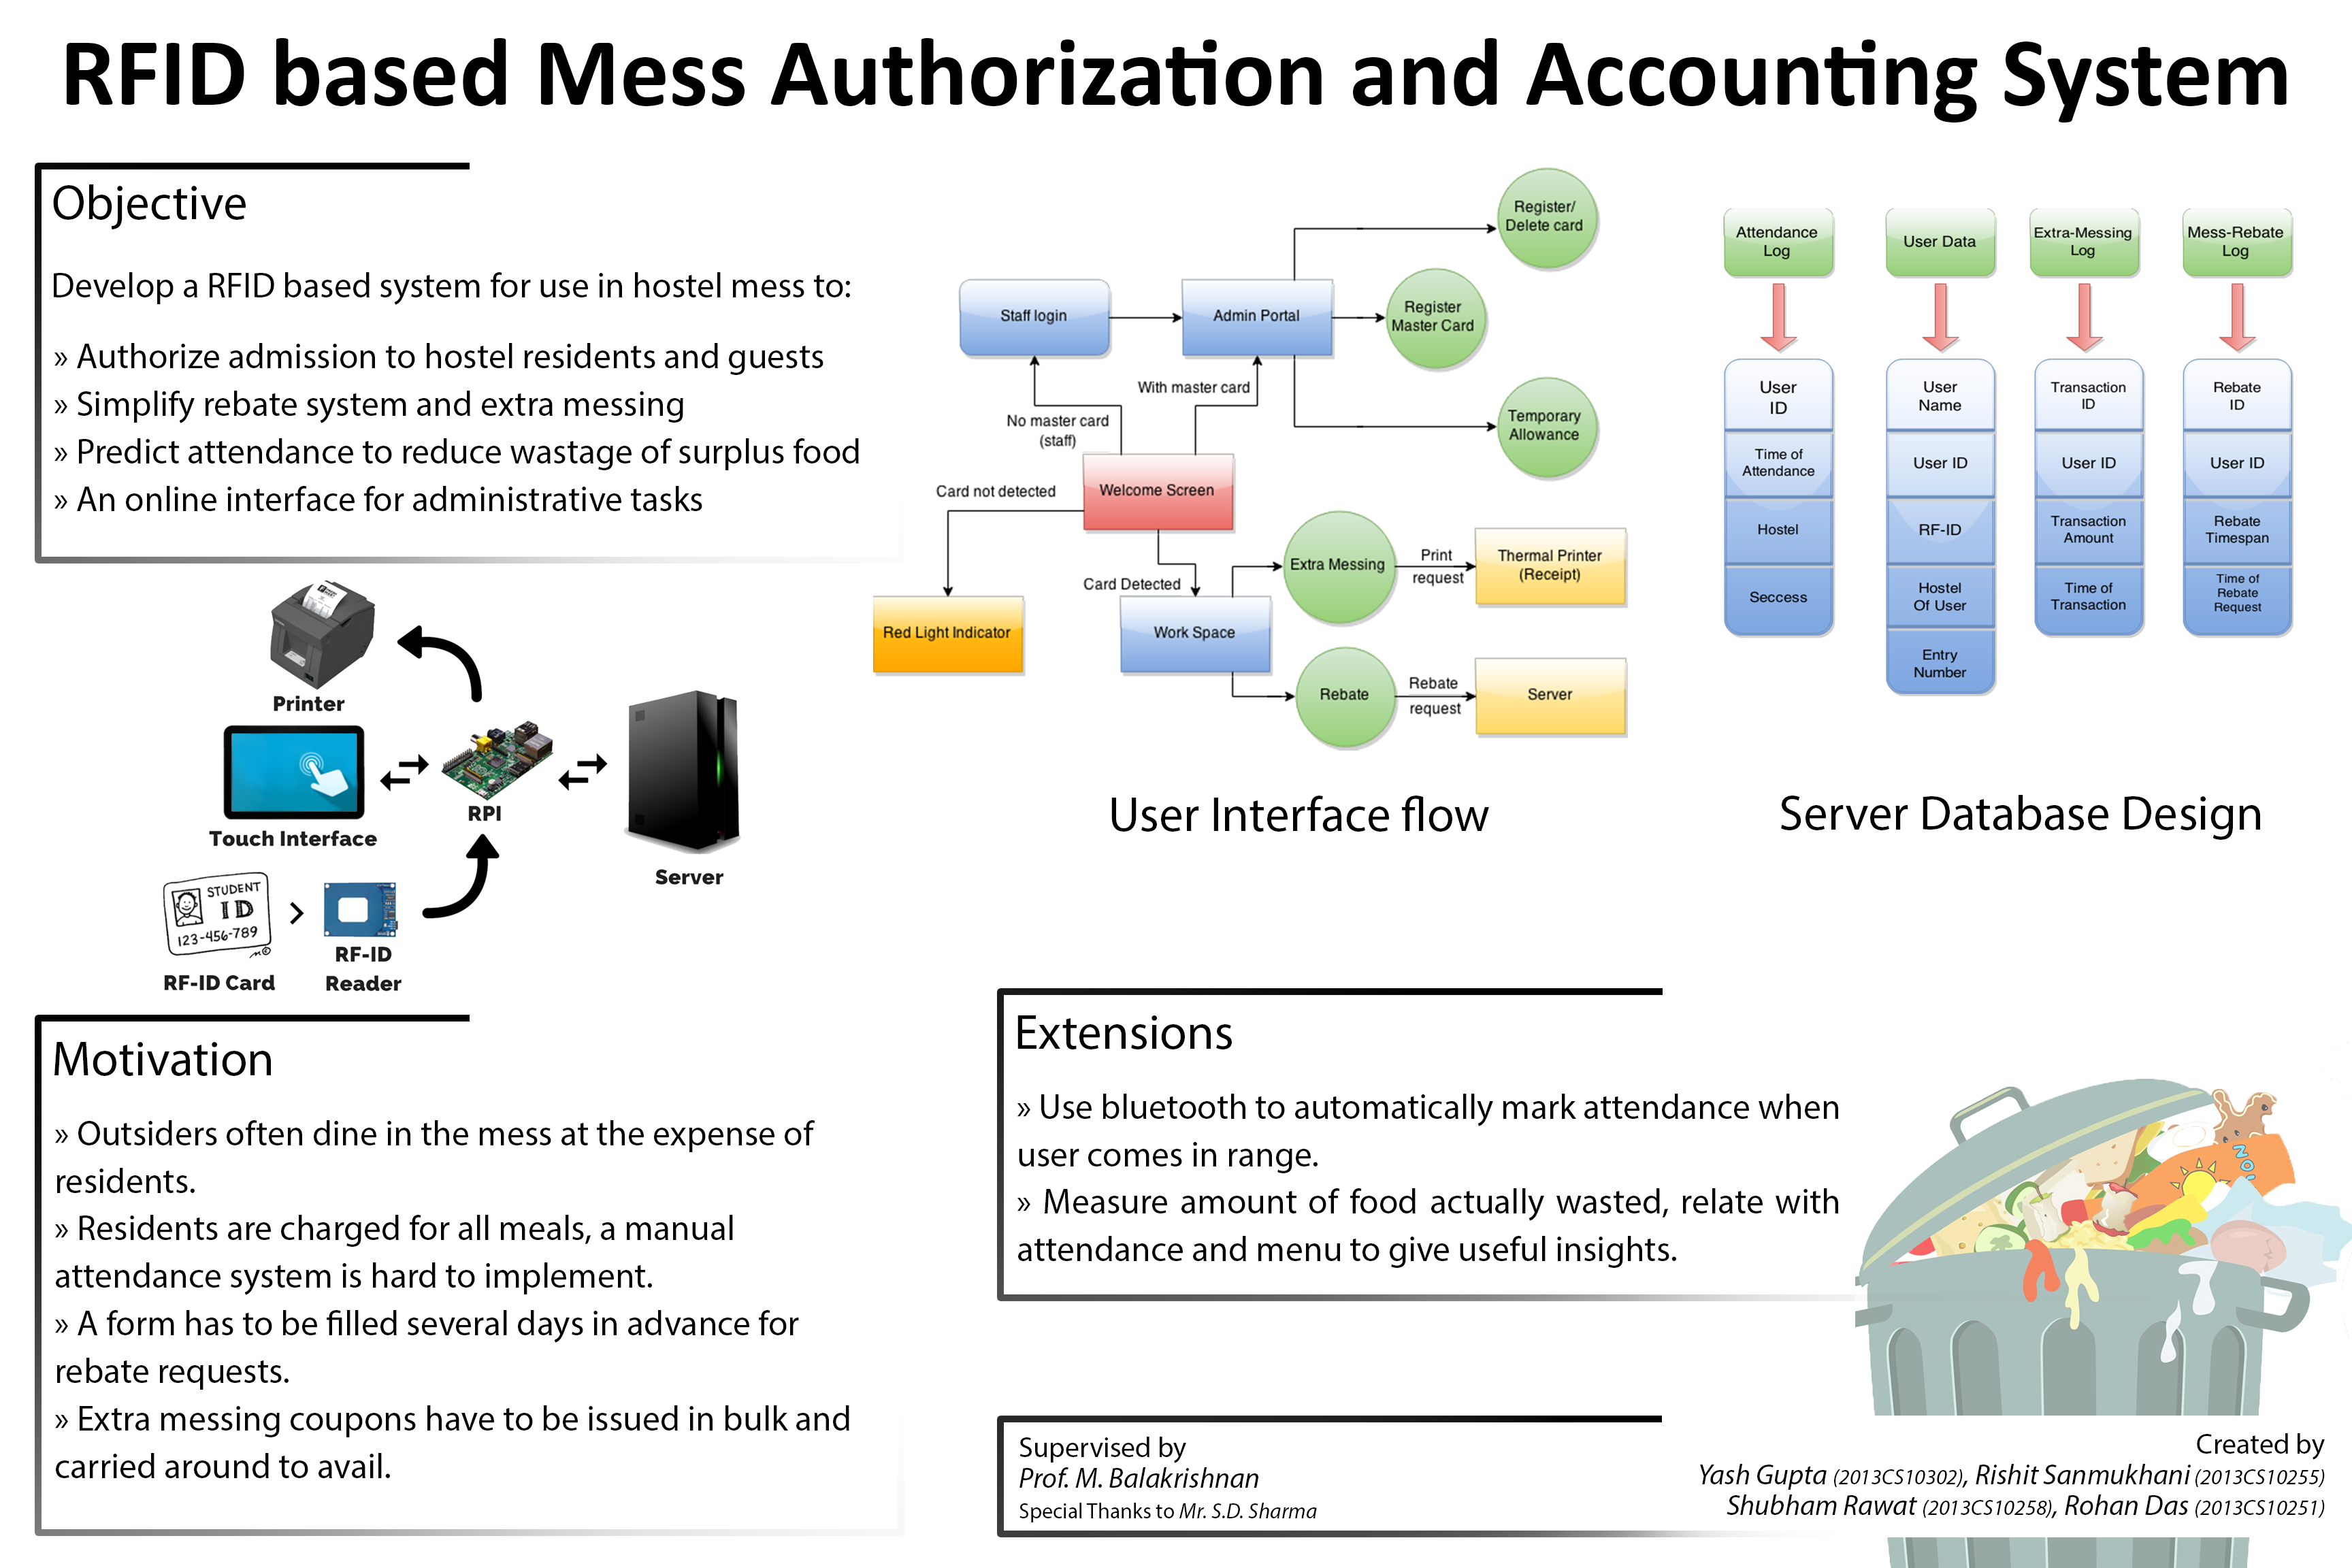 RFID based Mess Authorization and Accounting System
Objective
Develop a RFID based system for use in hostel mess to:
» Authorize admission to hostel residents and guests
» Simplify rebate system and extra messing
» Predict attendance to reduce wastage of surplus food
» An online interface for administrative tasks
Printer
Touch Interface
RPI
Server
STUDENT
ID
123-456-789
RF-ID Card
RF-ID
Reader
Motivation
» Outsiders often dine in the mess at the expense of
residents.
» Residents are charged for all meals, a manual
attendance system is hard to implement.
» A form has to be filled several days in advance for
rebate requests.
» Extra messing coupons have to be issued in bulk and
carried around to avail.
Register/
Delete card
Staff login
Admin Portal
Register
Master Card
With master card
No master card
(staff)
Temporary
Allowance
Card not detected
Welcome Screen
Card Detected
Extra Messing
Print
request
Thermal Printer
(Receipt)
Red Light Indicator
Work Space
Rebate
Rebate
request
Server
User Interface flow
Attendance
Log
User
ID
Time of
Attendance
Hostel
Seccess
User Data
User
Name
User ID
RF-ID
Hostel
Of User
Entry
Number
Extra-Messing
Log
Transaction
ID
User ID
Transaction
Amount
Time of
Transaction
Mess-Rebate
Log
Rebate
ID
User ID
Rebate
Timespan
Time of
Rebate
Request
Server Database Design
Extensions
» Use bluetooth to automatically mark attendance when
user comes in range.
» Measure amount of food actually wasted, relate with
attendance and menu to give useful insights.
Supervised by
Prof. M. Balakrishnan
Special Thanks to Mr. S.D. Sharma
Created by
Yash Gupta (2013CS10302), Rishit Sanmukhani (2013CS10255)
Shubham Rawat (2013CS10258), Rohan Das (2013CS10251)